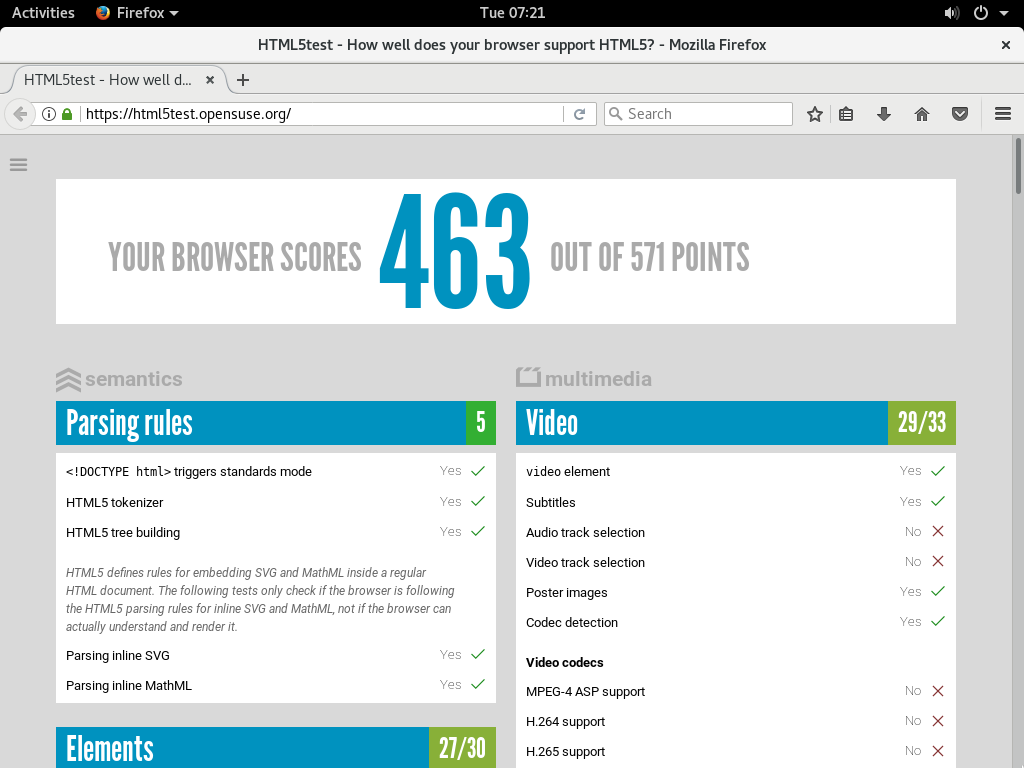 Activities Firefox Tue 07:21
HTML5test - How well does your browser support HTML5? - Mozilla Firefox
HTML5test - How well d...
https://html5test.opensuse.org/ Search
YOUR BROWSER SCORES 463 OUT OF 571 POINTS
semantics
Parsing rules 5
<!DOCTYPE html> triggers standards mode Yes
HTML5 tokenizer Yes
HTML5 tree building Yes
HTML5 defines rules for embedding SVG and MathML inside a regular
HTML document. The following tests only check if the browser is following
the HTML5 parsing rules for inline SVG and MathML, not if the browser can
actually understand and render it.
Parsing inline SVG Yes
Parsing inline MathML Yes
Elements 27/30
multimedia
Video 29/33
video element Yes
Subtitles Yes
Audio track selection No
Video track selection No
Poster images Yes
Codec detection Yes
Video codecs
MPEG-4 ASP support No
H.264 support No
H.265 support No